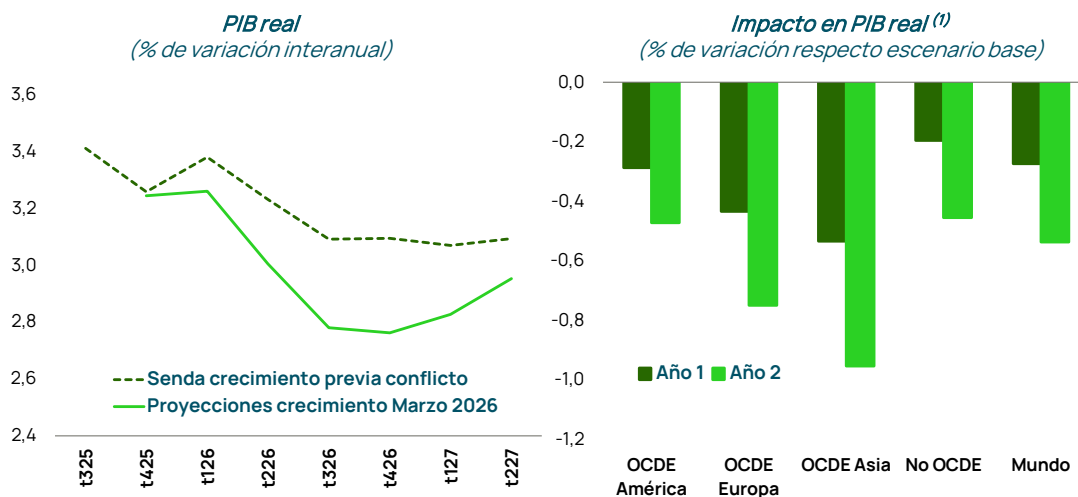 PIB real
(% de variación interanual)
3,6
3,4
3,2
3,0
2,8
2,6
2,4
Senda crecimiento previa conflicto
Proyecciones crecimiento Marzo 2026
t325
t425
t126
t226
t326
t426
t127
t227
Impacto en PIB real (1)
(% de variación respecto escenario base)
0,0
-0,2
-0,4
-0,6
-0,8
-1,0
-1,2
Año 1 Año 2
OCDE América
OCDE Europa
OCDE Asia
No OCDE
Mundo